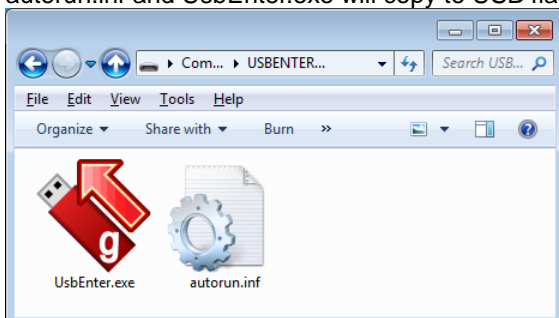 autorun.inf and UsbEnter.exe will copy to USB fla
Com... USBENTER...
Search USB...
File Edit View Tools Help
Organize Share with Burn »
g
UsbEnter.exe autorun.inf